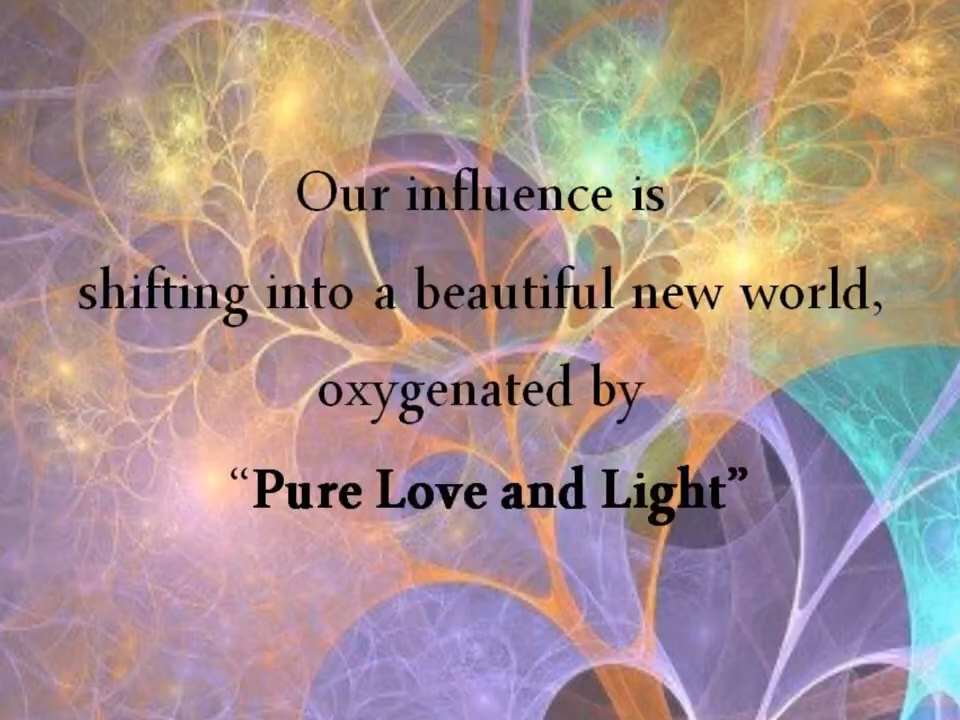 Our influence is
shifting into a beautiful new world,
oxygenated by
“Pure Love and Light”